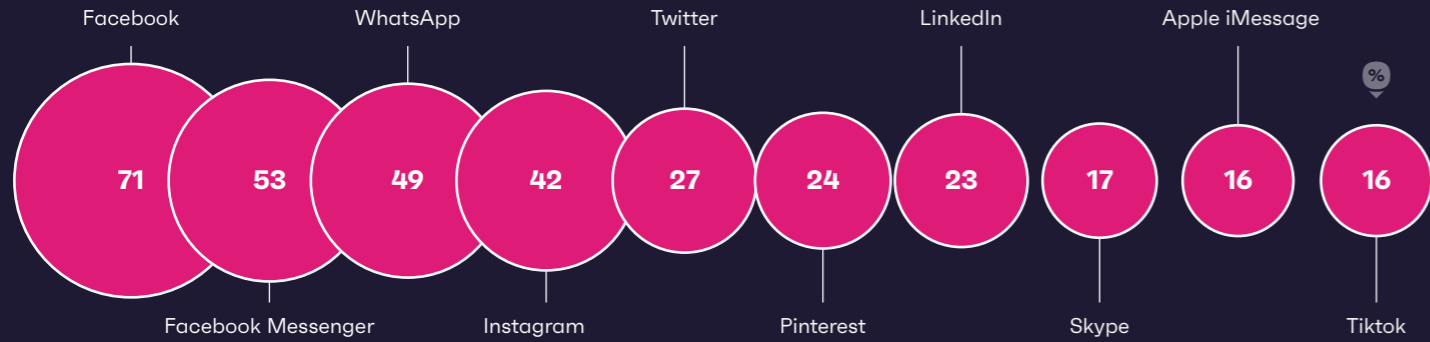 Facebook
WhatsApp
Twitter
LinkedIn
Apple iMessage
%
71
53
49
42
27
24
23
17
16
16
Facebook Messenger
Instagram
Pinterest
Skype
Tiktok